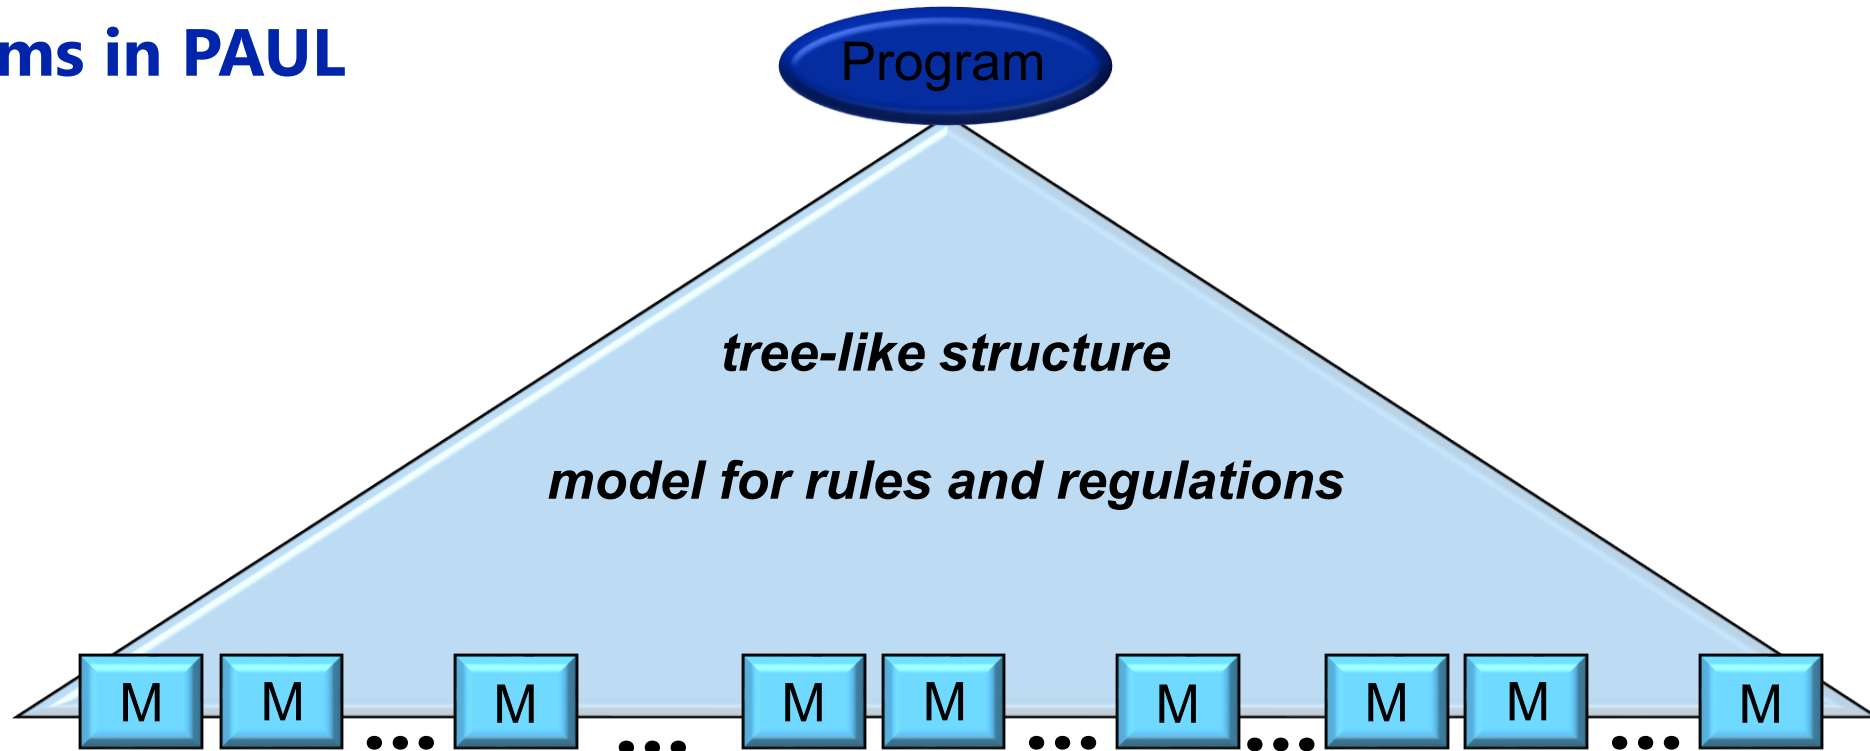 ms in PAUL
Program
tree-like structure
model for rules and regulations
M M ... M ... M M ... M ... M M ... M